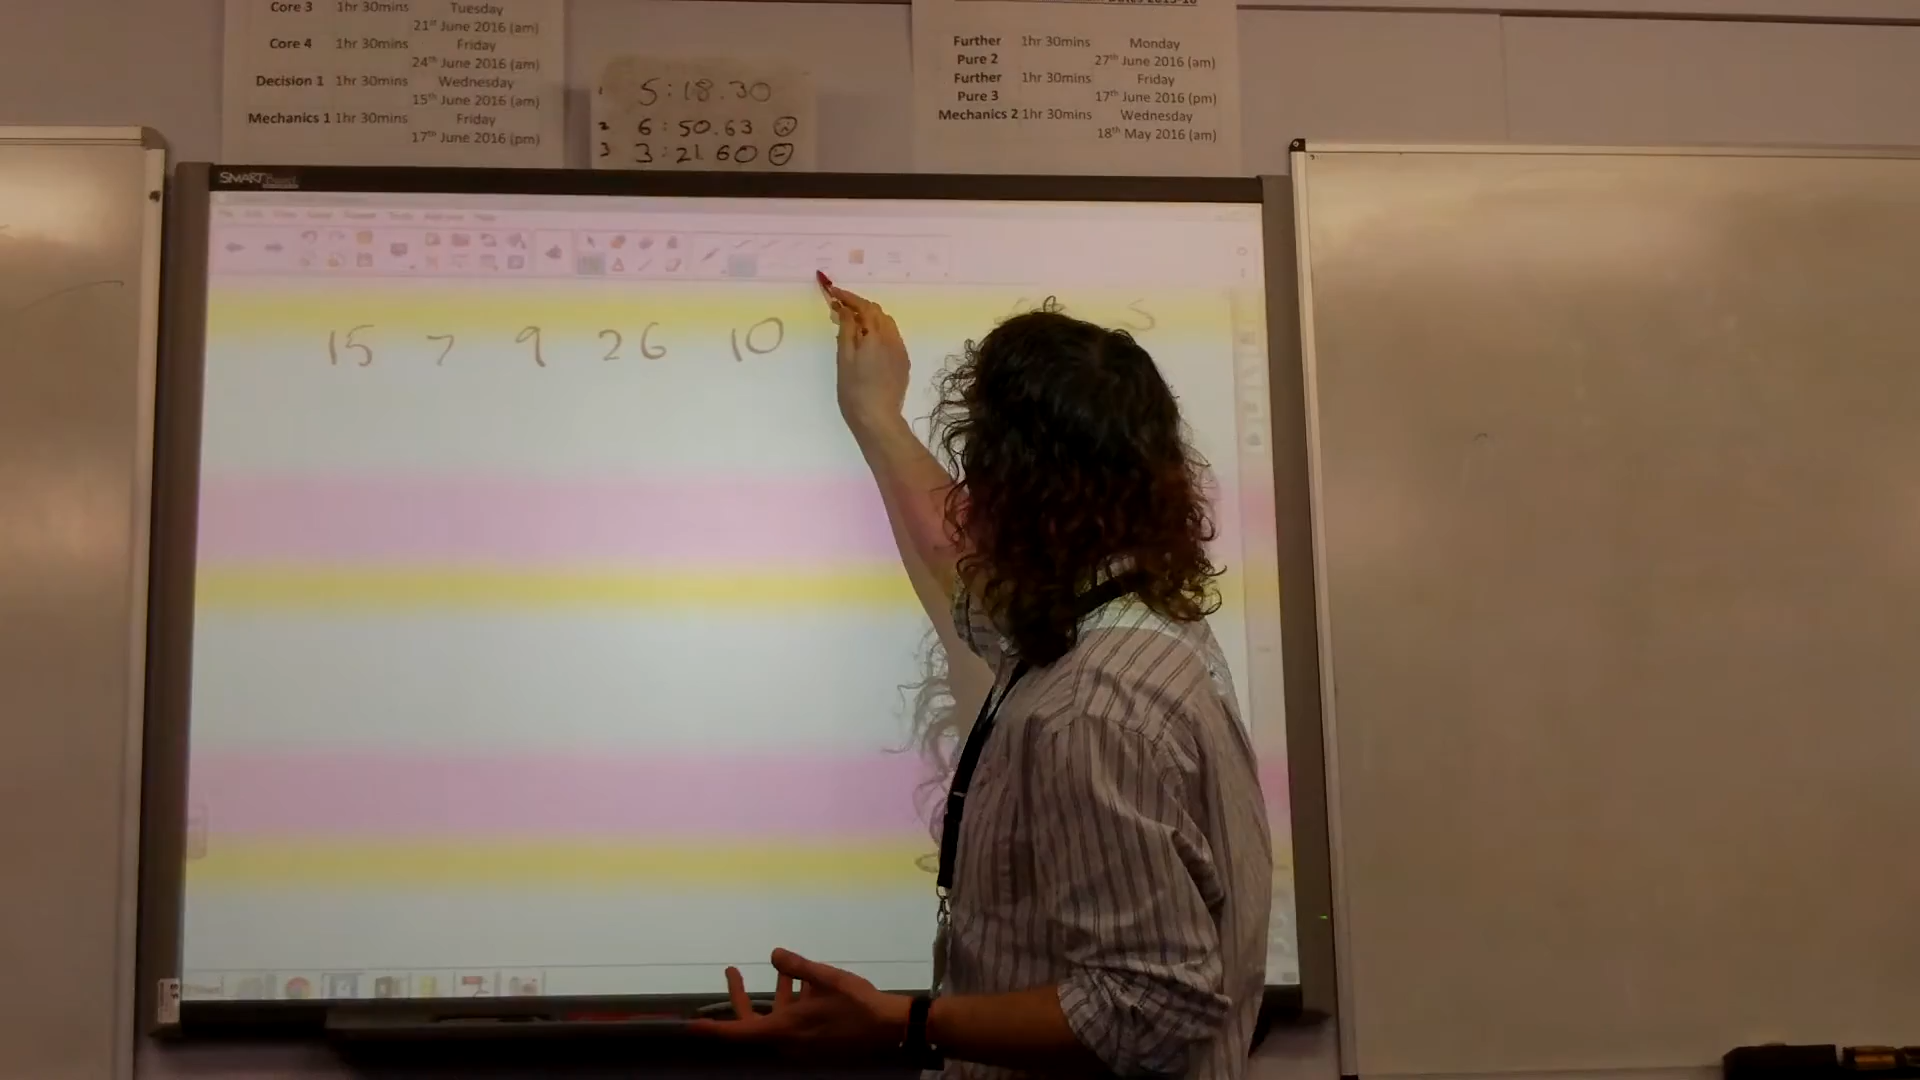 Core 3 1hr 30mins Tuesday
21st June 2016 (am)
Core 4 1hr 30mins Friday
24th June 2016 (am)
Decision 1 1hr 30mins Wednesday
15th June 2016 (am)
Mechanics 1 1hr 30mins Friday
17th June 2016 (pm)
1 5:18.30
2 6:50.63
3 3:21.60
Further 1hr 30mins Monday
Pure 2 27th June 2016 (am)
Further 1hr 30mins Friday
Pure 3 17th June 2016 (pm)
Mechanics 2 1hr 30mins Wednesday
18th May 2016 (am)
SMART
15 7 9 26 10
5